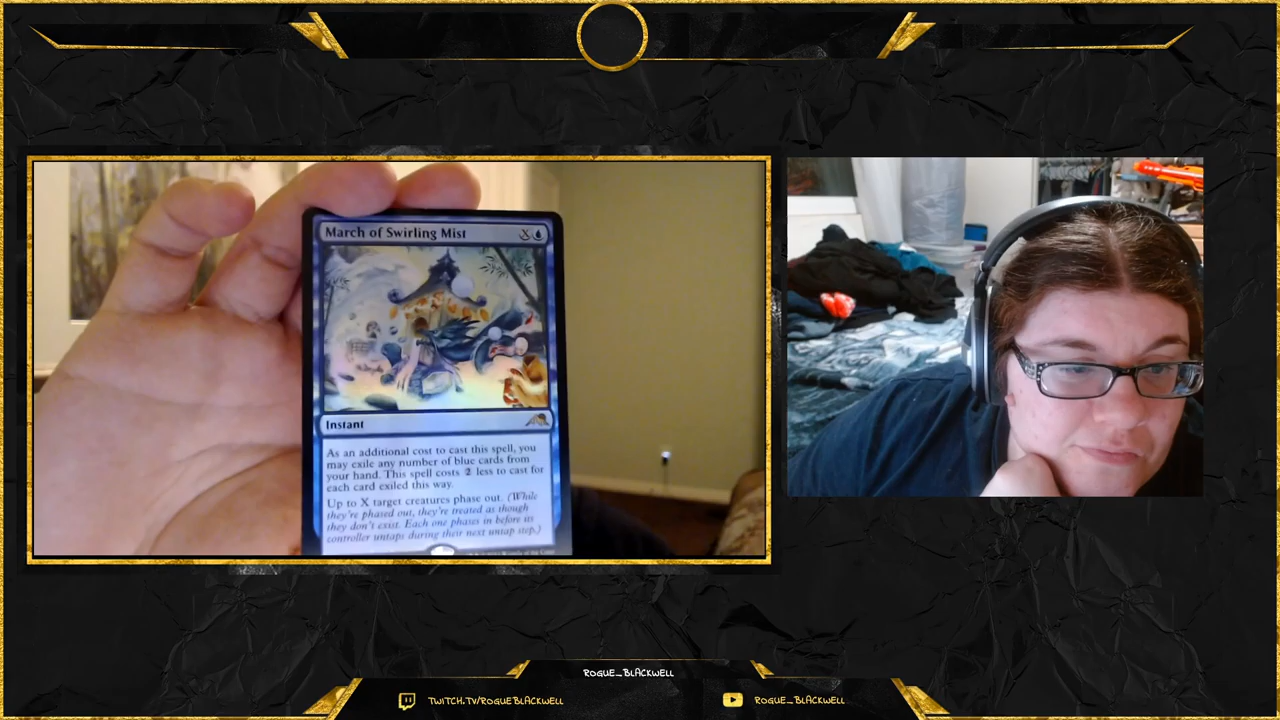 March of Swirling Mist X
Instant
As an additional cost to cast this spell, you
may exile any number of blue cards from
your hand. This spell costs 2 less to cast for
each card exiled this way.
Up to X target creatures phase out. (While
they're phased out, they're treated as though
they don't exist. Each one phases in before its
controller untaps during their next untap step.)
ROGUE_BLACKWELL
TWITCH.TV/ROGUEBLACKWELL
ROGUE_BLACKWELL